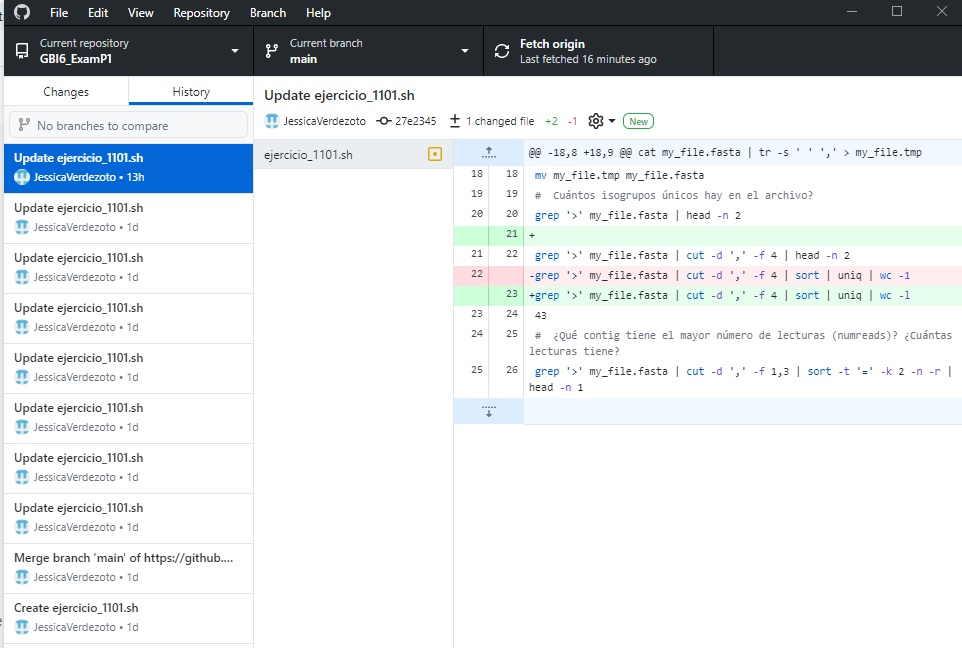 File Edit View Repository Branch Help
Current repository
GBI6_ExamP1
Current branch
main
Fetch origin
Last fetched 16 minutes ago
Changes History
No branches to compare
Update ejercicio_1101.sh
JessicaVerdezoto • 13h
Update ejercicio_1101.sh
JessicaVerdezoto • 1d
Update ejercicio_1101.sh
JessicaVerdezoto • 1d
Update ejercicio_1101.sh
JessicaVerdezoto • 1d
Update ejercicio_1101.sh
JessicaVerdezoto • 1d
Update ejercicio_1101.sh
JessicaVerdezoto • 1d
Update ejercicio_1101.sh
JessicaVerdezoto • 1d
Update ejercicio_1101.sh
JessicaVerdezoto • 1d
Merge branch 'main' of https://github....
JessicaVerdezoto • 1d
Create ejercicio_1101.sh
JessicaVerdezoto • 1d
Update ejercicio_1101.sh
JessicaVerdezoto 27e2345 1 changed file +2 -1 New
ejercicio_1101.sh
@@ -18,8 +18,9 @@ cat my_file.fasta | tr -s ' ' ',' > my_file.tmp
18 18 mv my_file.tmp my_file.fasta
19 19 # Cuántos isogrupos únicos hay en el archivo?
20 20 grep '>' my_file.fasta | head -n 2
21 +
21 22 grep '>' my_file.fasta | cut -d ',' -f 4 | head -n 2
22 -grep '>' my_file.fasta | cut -d ',' -f 4 | sort | uniq | wc -1
23 +grep '>' my_file.fasta | cut -d ',' -f 4 | sort | uniq | wc -l
23 24 43
24 25 # ¿Qué contig tiene el mayor número de lecturas (numreads)? ¿Cuántas
lecturas tiene?
25 26 grep '>' my_file.fasta | cut -d ',' -f 1,3 | sort -t '=' -k 2 -n -r |
head -n 1